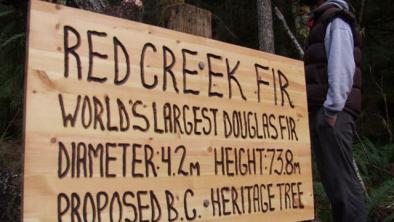 RED CREEK FIR
WORLD'S LARGEST DOUGLAS FIR
DIAMETER: 4.2M HEIGHT: 73.8M
PROPOSED B.C. HERITAGE TREE